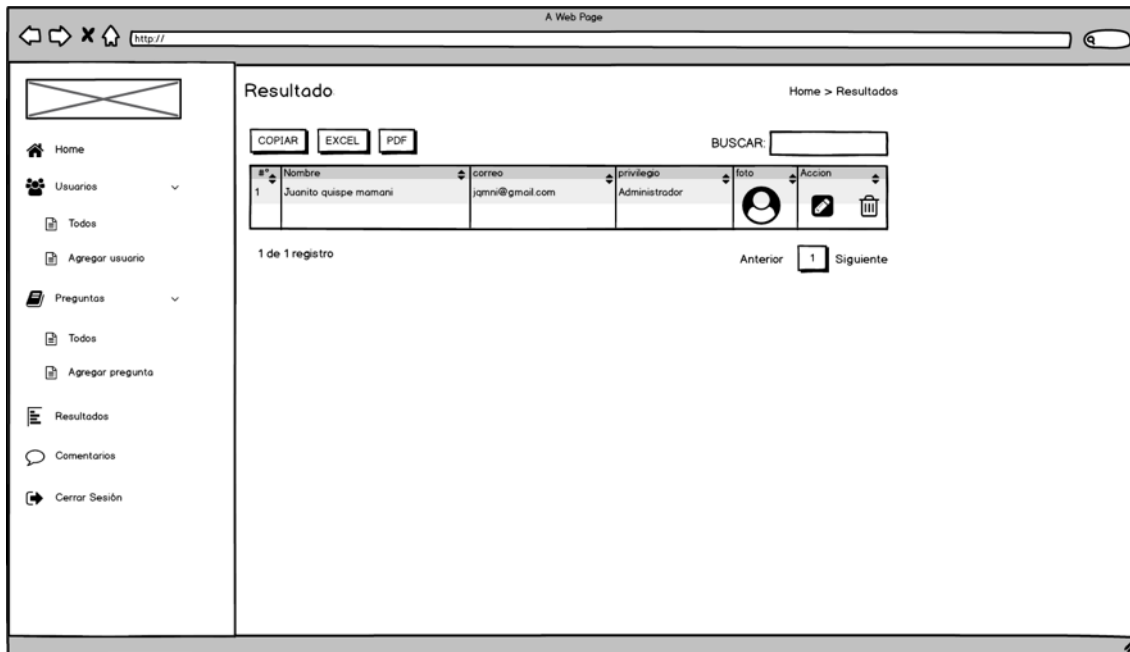 A Web Page
http://
Home
Usuarios
Todos
Agregar usuario
Preguntas
Todos
Agregar pregunta
Resultados
Comentarios
Cerrar Sesión
Resultado
Home > Resultados
COPIAR EXCEL PDF
BUSCAR:
#° Nombre correo privilegio foto Accion
1 Juanito quispe mamani jqmni@gmail.com Administrador
1 de 1 registro
Anterior 1 Siguiente